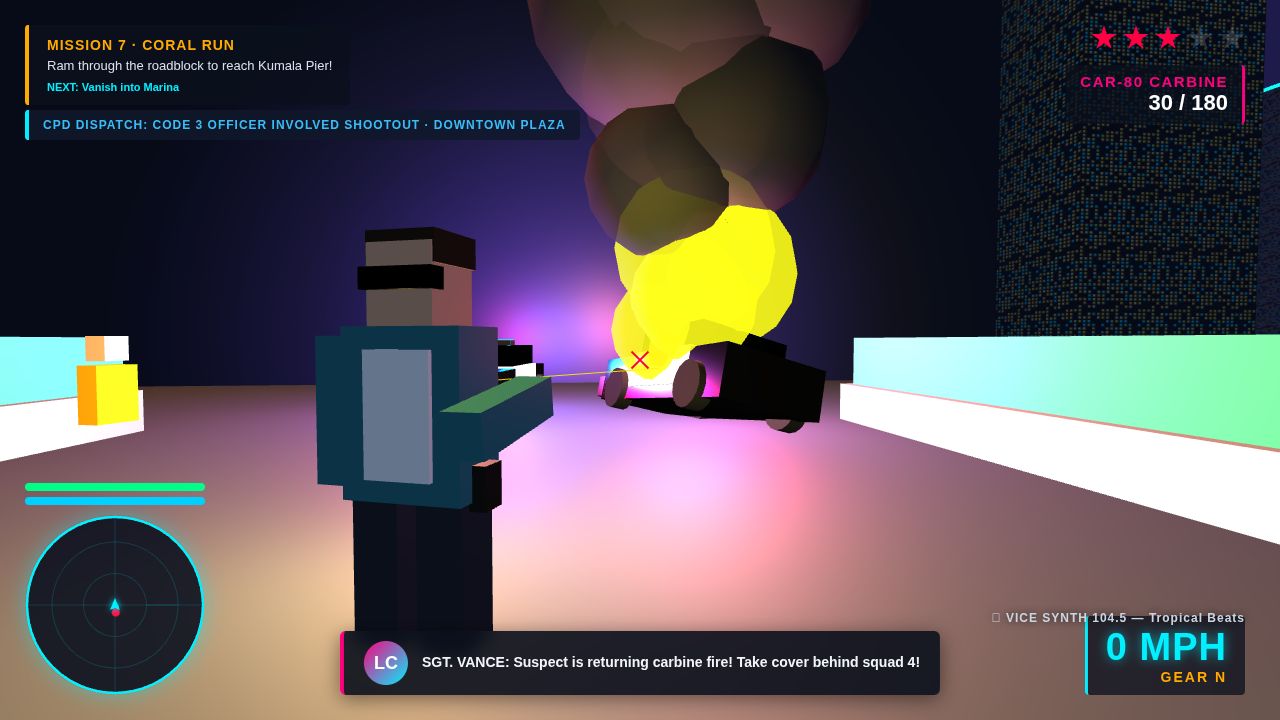 MISSION 7 · CORAL RUN
Ram through the roadblock to reach Kumala Pier!
NEXT: Vanish into Marina
CPD DISPATCH: CODE 3 OFFICER INVOLVED SHOOTOUT · DOWNTOWN PLAZA
CAR-80 CARBINE
30 / 180
VICE SYNTH 104.5 — Tropical Beats
0 MPH
GEAR N
LC
SGT. VANCE: Suspect is returning carbine fire! Take cover behind squad 4!